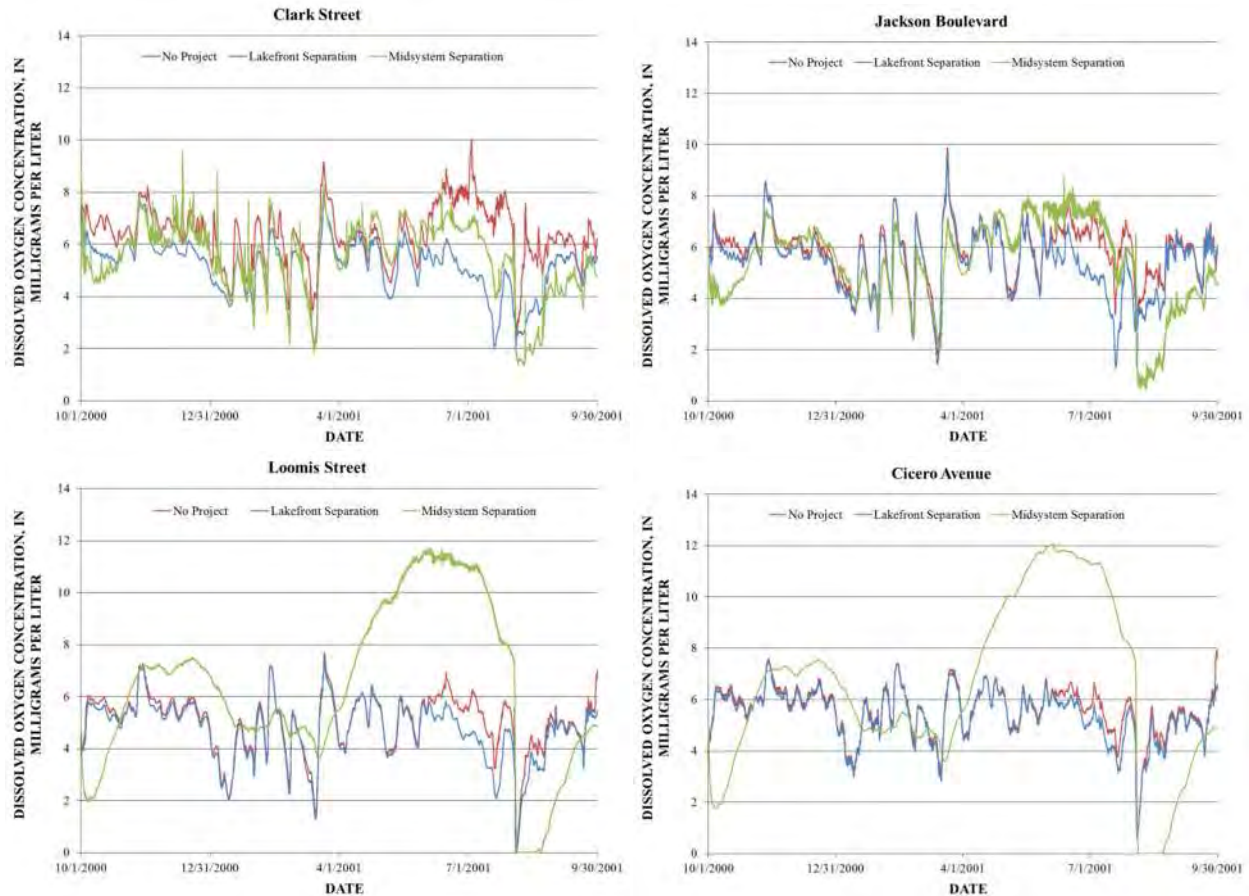 Clark Street
14
12
10
8
6
4
2
0
DISSOLVED OXYGEN CONCENTRATION, IN
MILLIGRAMS PER LITER
No Project Lakefront Separation Midsystem Separation
10/1/2000 12/31/2000 4/1/2001 7/1/2001 9/30/2001
DATE
Jackson Boulevard
14
12
10
8
6
4
2
0
DISSOLVED OXYGEN CONCENTRATION, IN
MILLIGRAMS PER LITER
No Project Lakefront Separation Midsystem Separation
10/1/2000 12/31/2000 4/1/2001 7/1/2001 9/30/2001
DATE
Loomis Street
14
12
10
8
6
4
2
0
DISSOLVED OXYGEN CONCENTRATION, IN
MILLIGRAMS PER LITER
No Project Lakefront Separation Midsystem Separation
10/1/2000 12/31/2000 4/1/2001 7/1/2001 9/30/2001
DATE
Cicero Avenue
14
12
10
8
6
4
2
0
DISSOLVED OXYGEN CONCENTRATION, IN
MILLIGRAMS PER LITER
No Project Lakefront Separation Midsystem Separation
10/1/2000 12/31/2000 4/1/2001 7/1/2001 9/30/2001
DATE